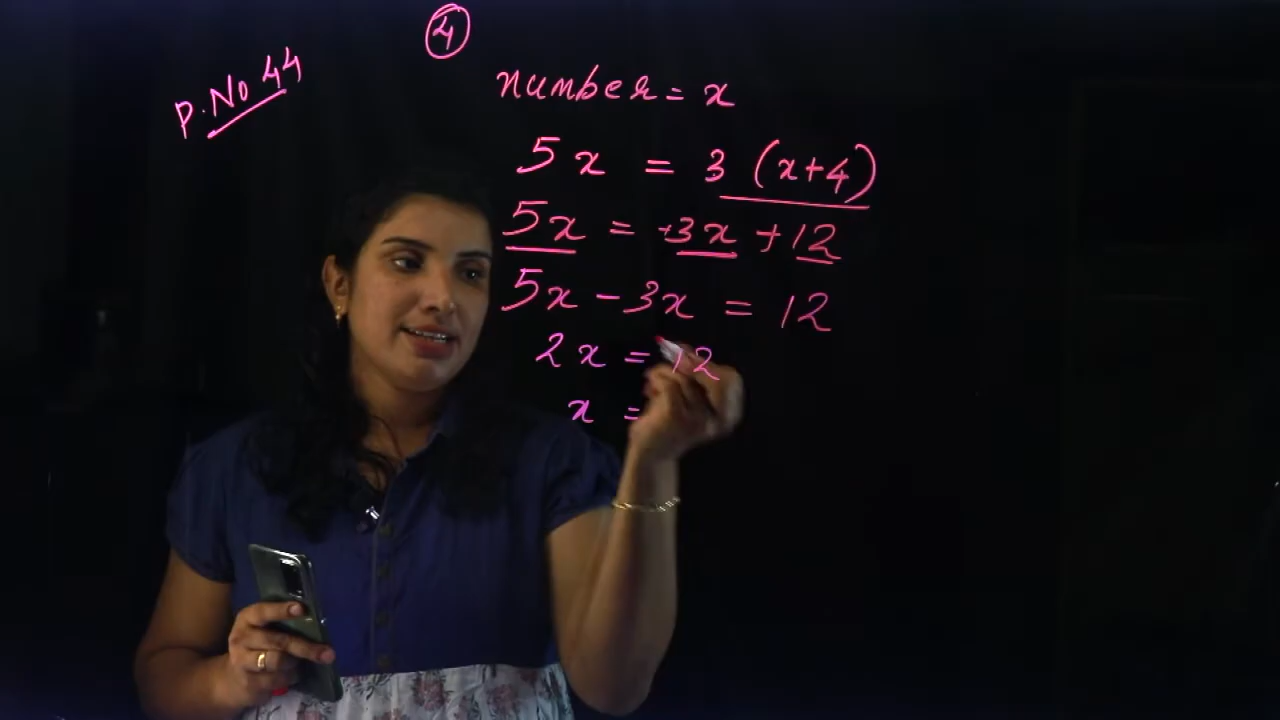 4
P. No 44
number = x
5x = 3 (x+4)
5x = +3x + 12
5x - 3x = 12
2x = 12
x =